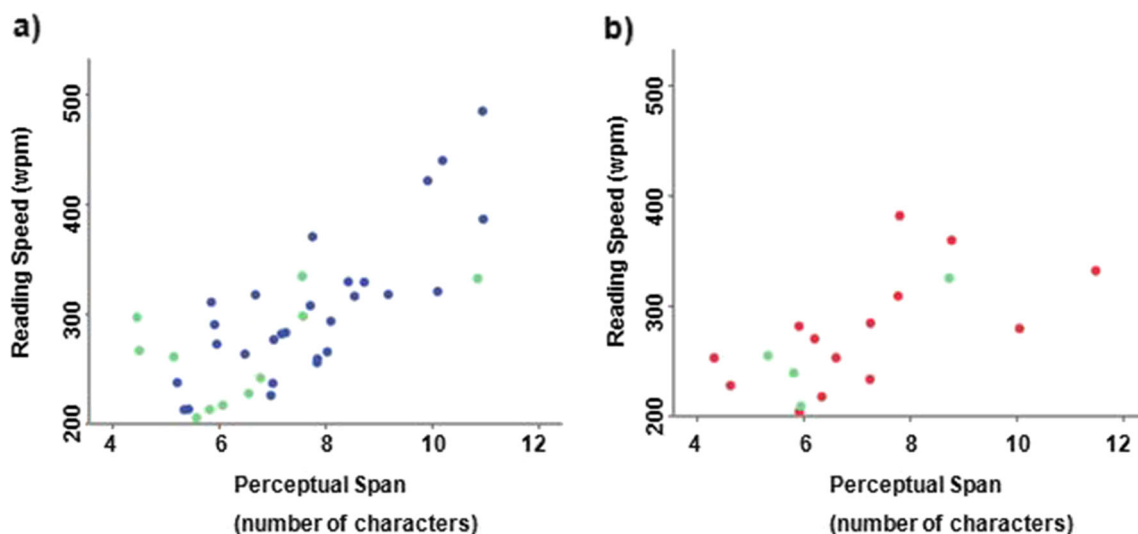 a)
Reading Speed (wpm)
500
400
300
200
4 6 8 10 12
Perceptual Span
(number of characters)
b)
Reading Speed (wpm)
500
400
300
200
4 6 8 10 12
Perceptual Span
(number of characters)